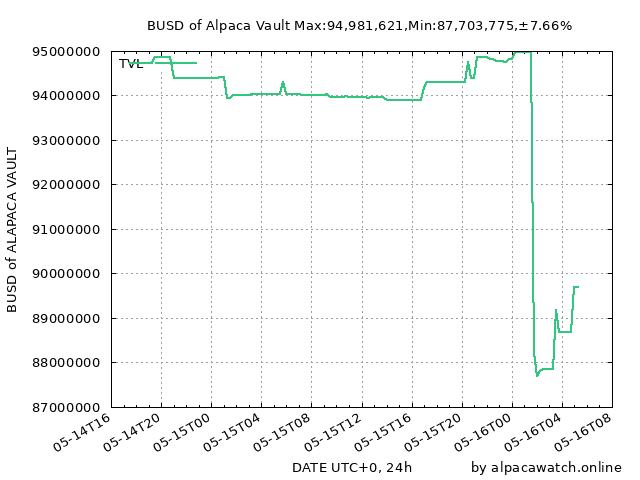 BUSD of Alpaca Vault Max:94,981,621,Min:87,703,775,±7.66%
95000000
TVL
94000000
93000000
92000000
91000000
90000000
89000000
88000000
87000000
BUSD of ALAPACA VAULT
05-14T16
05-14T20
05-15T00
05-15T04
05-15T08
05-15T12
05-15T16
05-15T20
05-16T00
05-16T04
05-16T08
DATE UTC+0, 24h
by alpacawatch.online